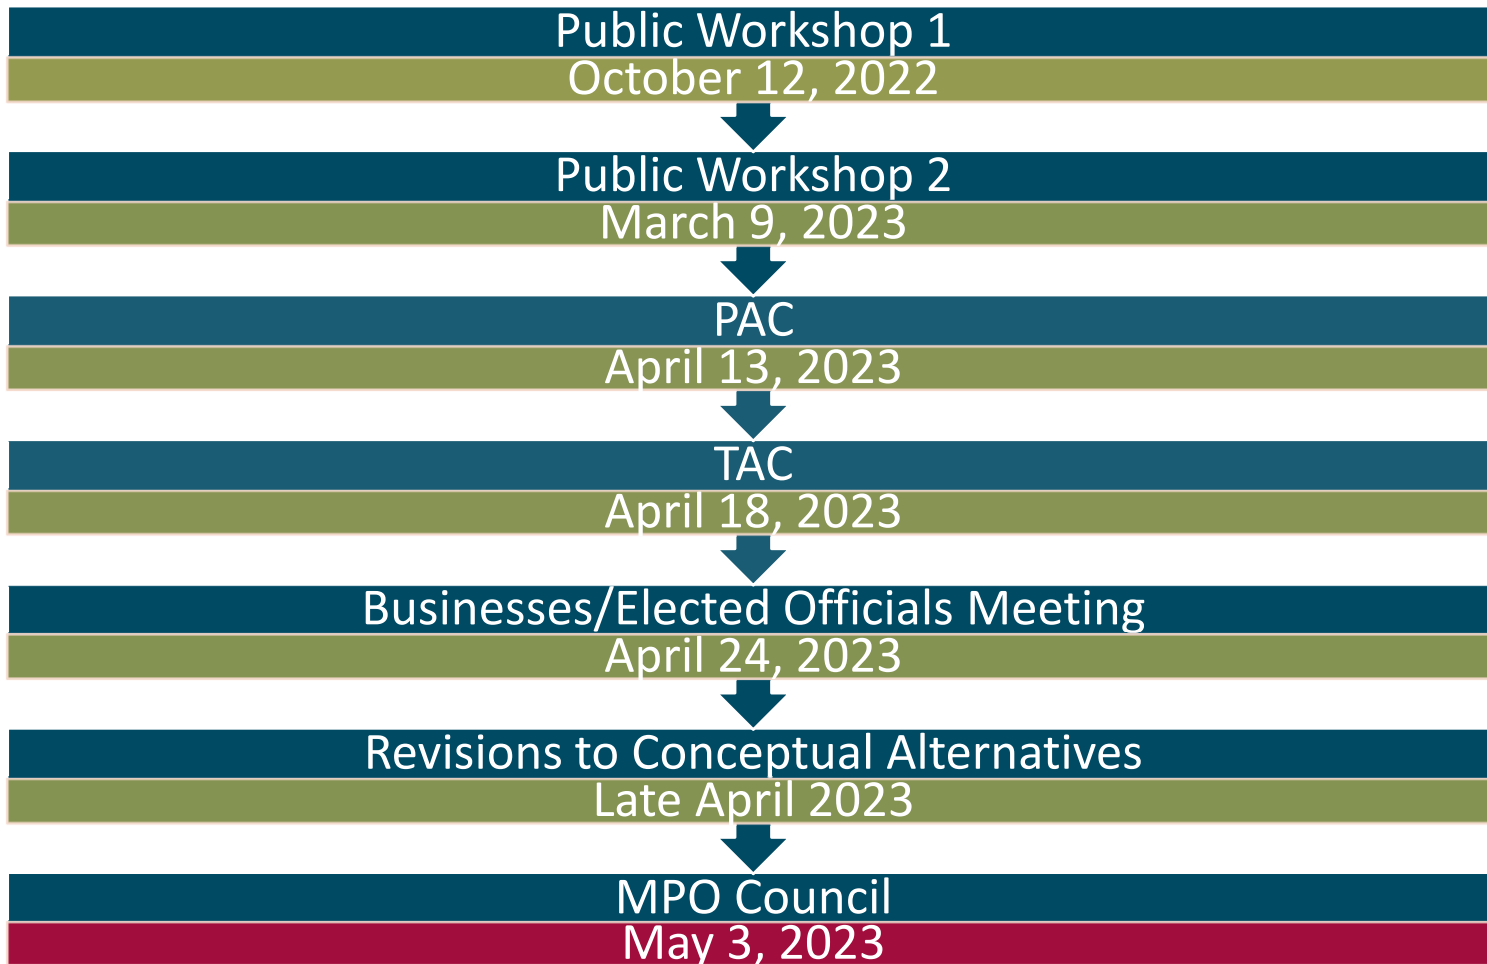 Public Workshop 1
October 12, 2022
Public Workshop 2
March 9, 2023
PAC
April 13, 2023
TAC
April 18, 2023
Businesses/Elected Officials Meeting
April 24, 2023
Revisions to Conceptual Alternatives
Late April 2023
MPO Council
May 3, 2023